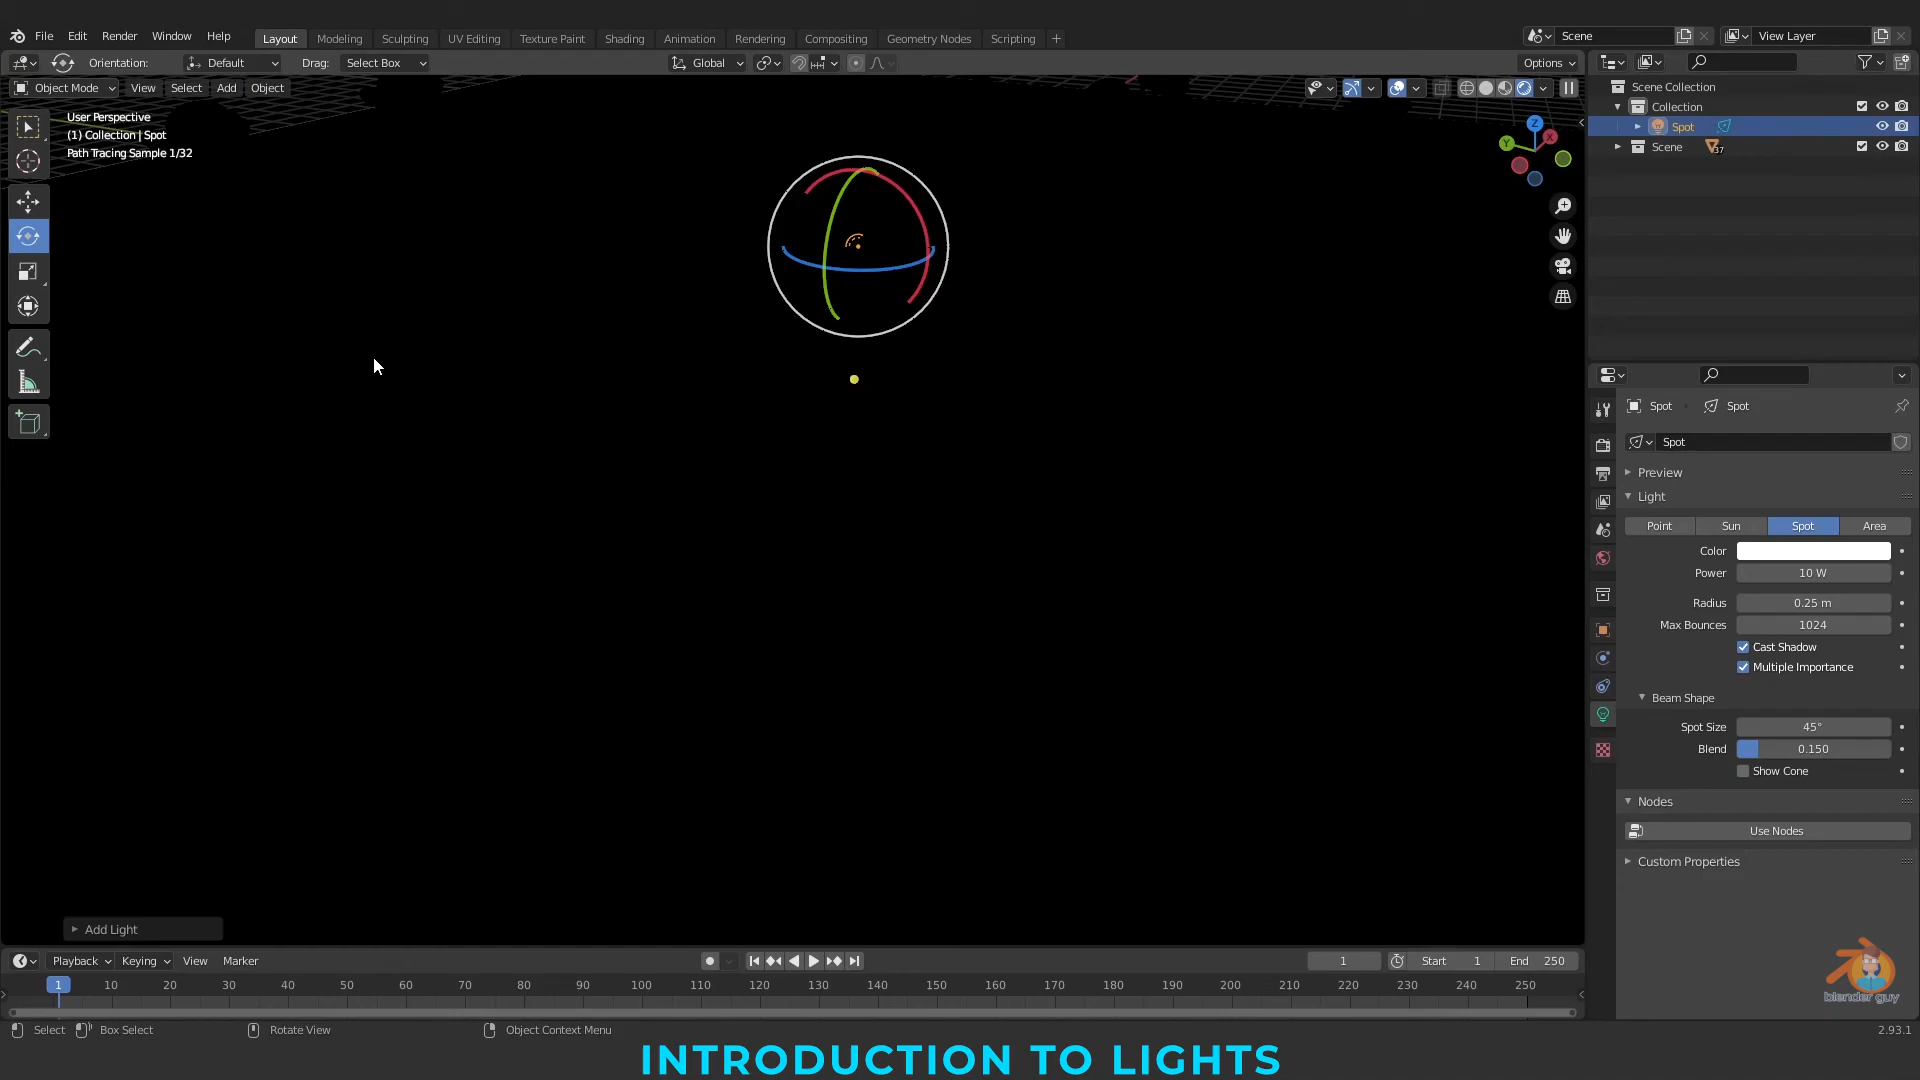 File Edit Render Window Help Layout Modeling Sculpting UV Editing Texture Paint Shading Animation Rendering Compositing Geometry Nodes Scripting + Scene View Layer
Orientation: Default Drag: Select Box Global Options
Object Mode View Select Add Object
User Perspective
(1) Collection | Spot
Path Tracing Sample 1/32
Z
X
Y
Scene Collection
Collection
Spot
Scene 37
Spot Spot
Spot
Preview
Light
Point Sun Spot Area
Color
Power 10 W
Radius 0.25 m
Max Bounces 1024
Cast Shadow
Multiple Importance
Beam Shape
Spot Size 45°
Blend 0.150
Show Cone
Nodes
Use Nodes
Custom Properties
Add Light
Playback Keying View Marker 1 Start 1 End 250
1 10 20 30 40 50 60 70 80 90 100 110 120 130 140 150 160 170 180 190 200 210 220 230 240 250
blender guy
Select Box Select Rotate View Object Context Menu 2.93.1
INTRODUCTION TO LIGHTS